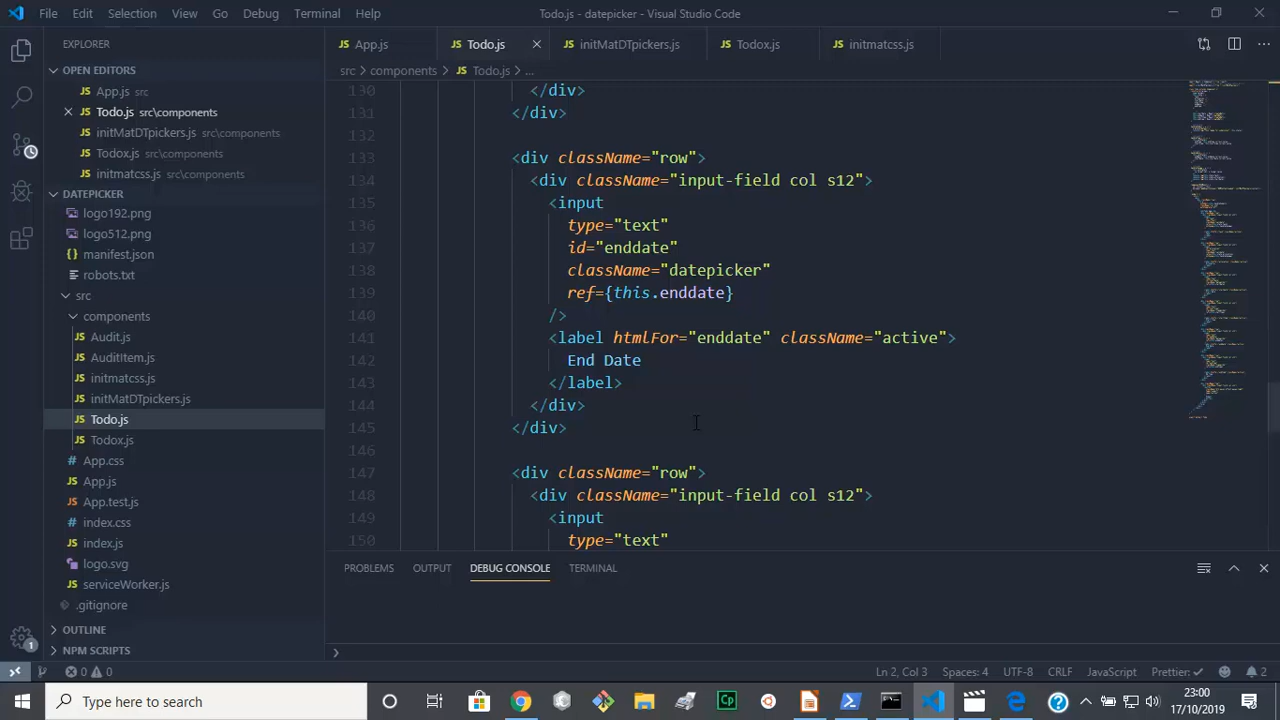 File Edit Selection View Go Debug Terminal Help Todo.js - datepicker - Visual Studio Code
EXPLORER
OPEN EDITORS
JS App.js src
JS Todo.js src\components
JS initMatDTpickers.js src\components
JS Todox.js src\components
JS initmatcss.js src\components
DATEPICKER
logo192.png
logo512.png
manifest.json
robots.txt
src
components
JS Audit.js
JS AuditItem.js
JS initmatcss.js
JS initMatDTpickers.js
JS Todo.js
JS Todox.js
App.css
JS App.js
App.test.js
index.css
JS index.js
logo.svg
JS serviceWorker.js
.gitignore
OUTLINE
NPM SCRIPTS
1
JS App.js JS Todo.js JS initMatDTpickers.js JS Todox.js JS initmatcss.js
src > components > JS Todo.js > ...
130 </div>
131 </div>
132
133 <div className="row">
134 <div className="input-field col s12">
135 <input
136 type="text"
137 id="enddate"
138 className="datepicker"
139 ref={this.enddate}
140 />
141 <label htmlFor="enddate" className="active">
142 End Date
143 </label>
144 </div>
145 </div>
146
147 <div className="row">
148 <div className="input-field col s12">
149 <input
150 type="text"
PROBLEMS OUTPUT DEBUG CONSOLE TERMINAL
0 0 Ln 2, Col 3 Spaces: 4 UTF-8 CRLF JavaScript Prettier: ✓ 2
Type here to search
Cp
23:00
17/10/2019
1